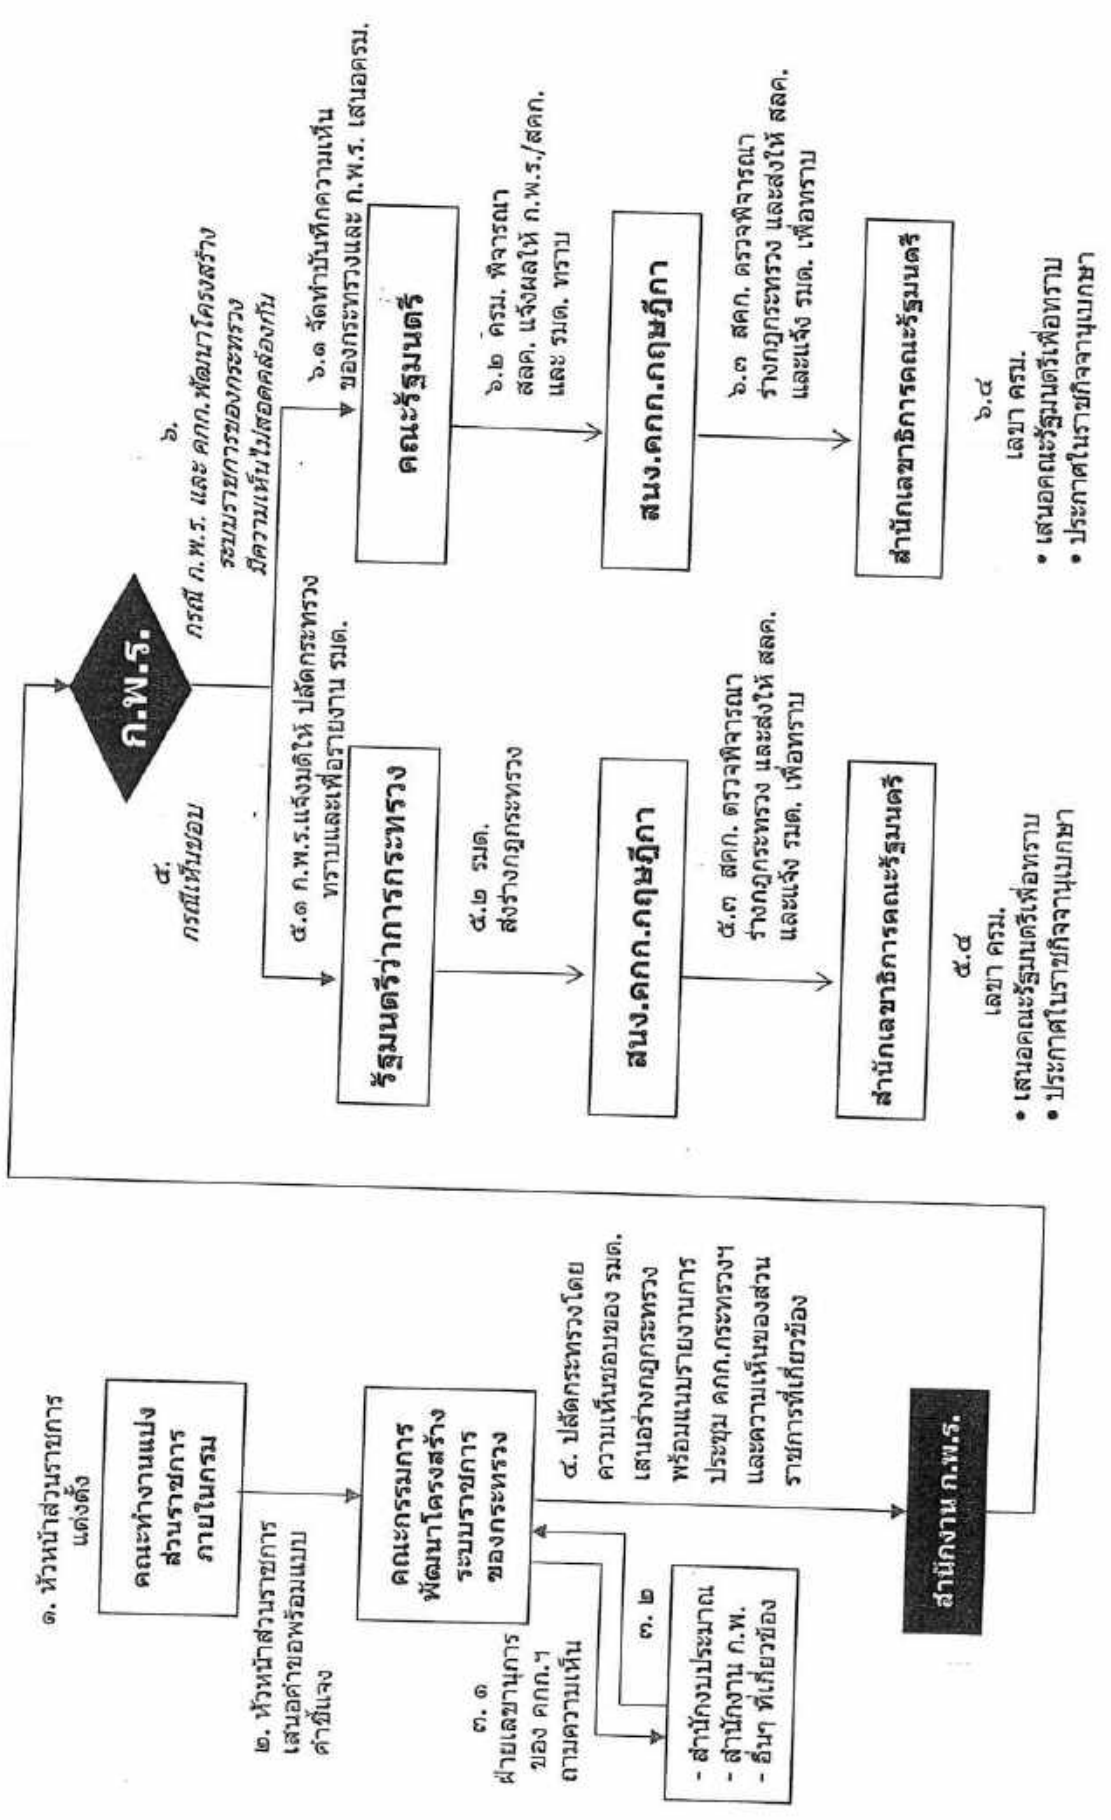 ๑. หัวหน้าส่วนราชการ
แต่งตั้ง
คณะทำงานแบ่ง
ส่วนราชการ
ภายในกรม
๒. หัวหน้าส่วนราชการ
เสนอคำขอพร้อมแบบ
คำชี้แจง
คณะกรรมการ
พัฒนาโครงสร้าง
ระบบราชการ
ของกระทรวง
๓. ๑
ฝ่ายเลขานุการ
ของ คกก.ฯ
ถามความเห็น
๓. ๒
- สำนักงบประมาณ
- สำนักงาน ก.พ.
- อื่นๆ ที่เกี่ยวข้อง
๔. ปลัดกระทรวงโดย
ความเห็นชอบของ รมต.
เสนอร่างกฎกระทรวง
พร้อมแนบรายงานการ
ประชุม คกก.กระทรวงฯ
และความเห็นของส่วน
ราชการที่เกี่ยวข้อง
สำนักงาน ก.พ.ร.
ก.พ.ร.
๕.
กรณีเห็นชอบ
๕.๑ ก.พ.ร.แจ้งมติให้ ปลัดกระทรวง
ทราบและเพื่อรายงาน รมต.
รัฐมนตรีว่าการกระทรวง
๕.๒ รมต.
ส่งร่างกฎกระทรวง
สนง.คกก.กฤษฎีกา
๕.๓ สคก. ตรวจพิจารณา
ร่างกฎกระทรวง และส่งให้ สลค.
และแจ้ง รมต. เพื่อทราบ
สำนักเลขาธิการคณะรัฐมนตรี
๕.๔
เลขา ครม.
• เสนอคณะรัฐมนตรีเพื่อทราบ
• ประกาศในราชกิจจานุเบกษา
๖.
กรณี ก.พ.ร. และ คกก.พัฒนาโครงสร้าง
ระบบราชการของกระทรวง
มีความเห็นไม่สอดคล้องกัน
๖.๑ จัดทำบันทึกความเห็น
ของกระทรวงและ ก.พ.ร. เสนอครม.
คณะรัฐมนตรี
๖.๒ ครม. พิจารณา
สลค. แจ้งผลให้ ก.พ.ร./สคก.
และ รมต. ทราบ
สนง.คกก.กฤษฎีกา
๖.๓ สคก. ตรวจพิจารณา
ร่างกฎกระทรวง และส่งให้ สลค.
และแจ้ง รมต. เพื่อทราบ
สำนักเลขาธิการคณะรัฐมนตรี
๖.๔
เลขา ครม.
• เสนอคณะรัฐมนตรีเพื่อทราบ
• ประกาศในราชกิจจานุเบกษา